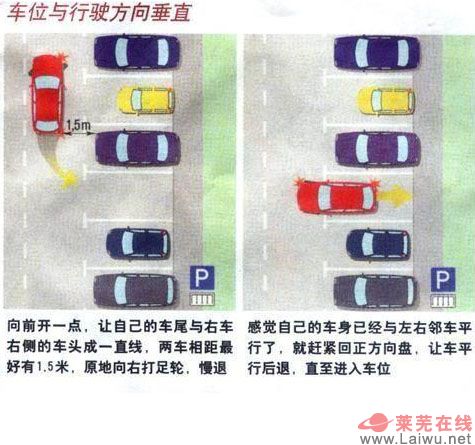 车位与行驶方向垂直
1.5m
P
P
向前开一点，让自己的车尾与右车
右侧的车头成一直线，两车相距最
好有1.5米，原地向右打足轮，慢退
感觉自己的车身已经与左右邻车平
行了，就赶紧回正方向盘，让车平
行后退，直至进入车位
莱芜在线
www.Laiwu.net